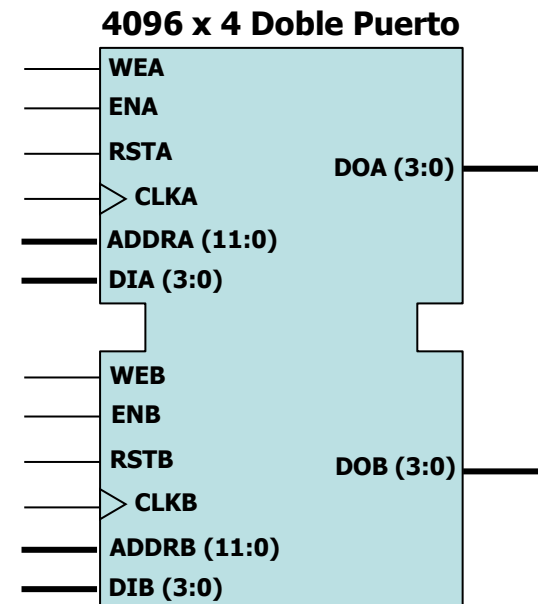 4096 x 4 Doble Puerto
WEA
ENA
RSTA
DOA (3:0)
CLKA
ADDRA (11:0)
DIA (3:0)
WEB
ENB
RSTB
DOB (3:0)
CLKB
ADDRB (11:0)
DIB (3:0)